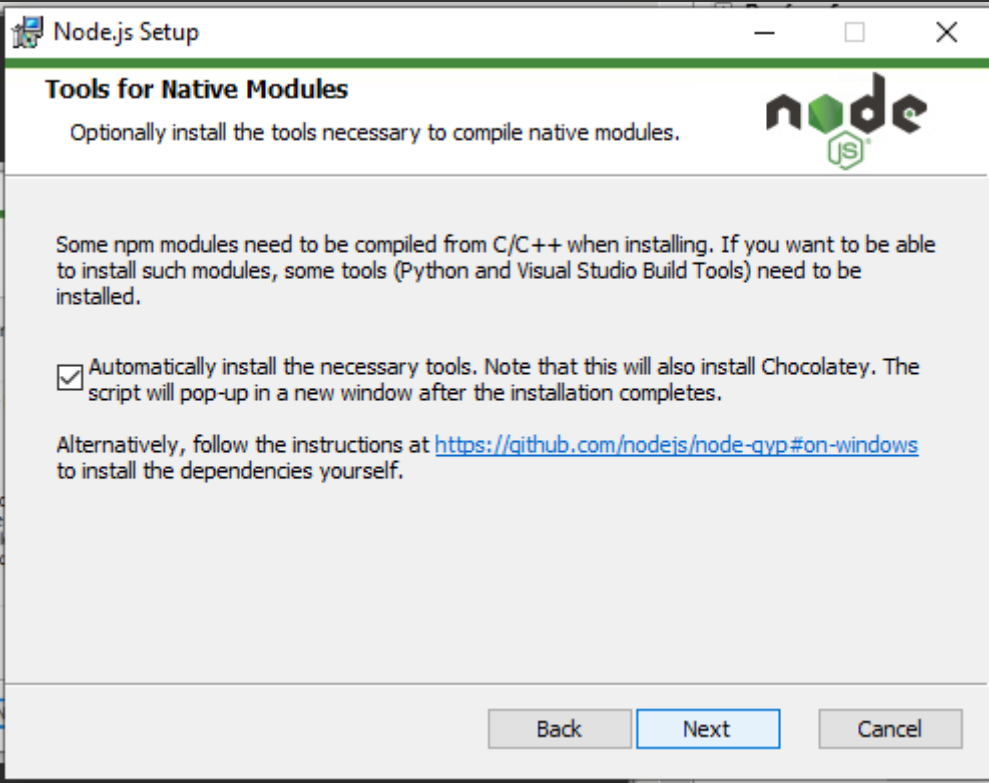 Node.js Setup
Tools for Native Modules
Optionally install the tools necessary to compile native modules.
node
JS
Some npm modules need to be compiled from C/C++ when installing. If you want to be able
to install such modules, some tools (Python and Visual Studio Build Tools) need to be
installed.
Automatically install the necessary tools. Note that this will also install Chocolatey. The
script will pop-up in a new window after the installation completes.
Alternatively, follow the instructions at https://github.com/nodejs/node-gyp#on-windows
to install the dependencies yourself.
Back
Next
Cancel